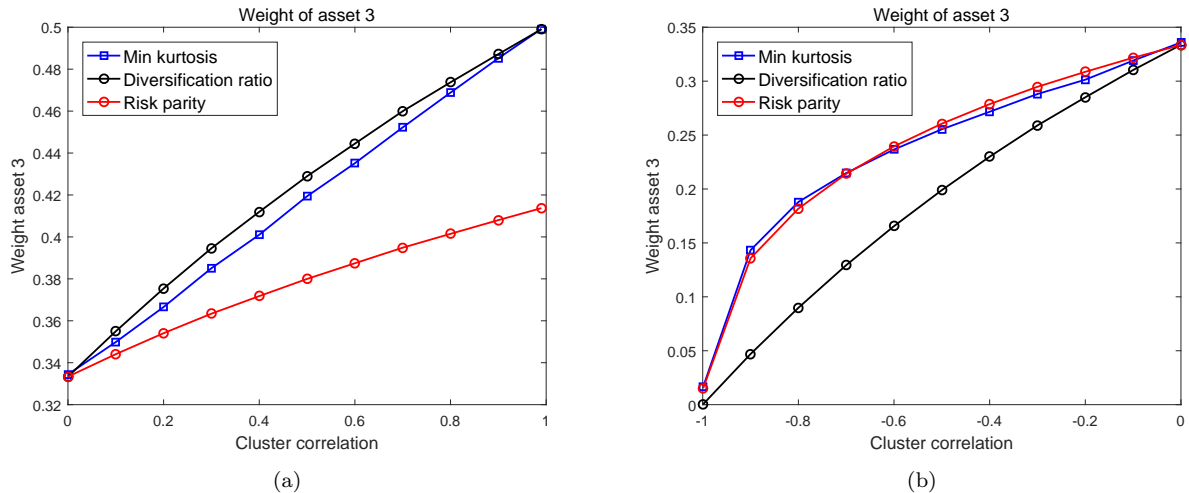 Weight of asset 3
0.5
0.48
0.46
0.44
0.42
0.4
0.38
0.36
0.34
0.32
Weight asset 3
Min kurtosis
Diversification ratio
Risk parity
0 0.2 0.4 0.6 0.8 1
Cluster correlation
(a)
Weight of asset 3
0.35
0.3
0.25
0.2
0.15
0.1
0.05
0
Weight asset 3
Min kurtosis
Diversification ratio
Risk parity
-1 -0.8 -0.6 -0.4 -0.2 0
Cluster correlation
(b)